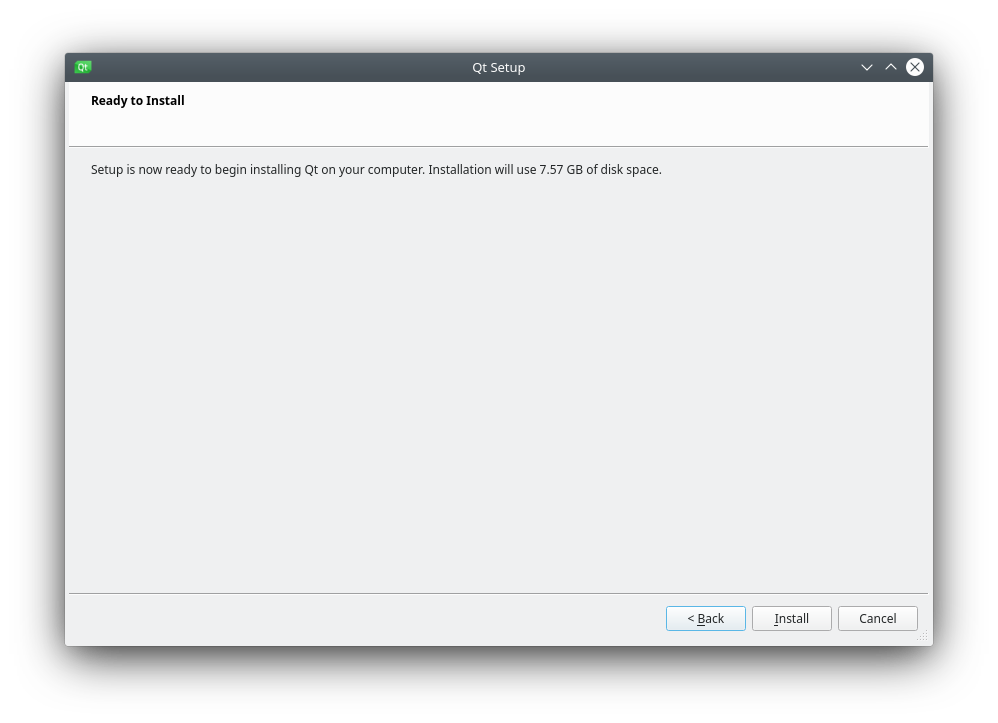 Qt
Qt Setup
Ready to Install
Setup is now ready to begin installing Qt on your computer. Installation will use 7.57 GB of disk space.
< Back
Install
Cancel